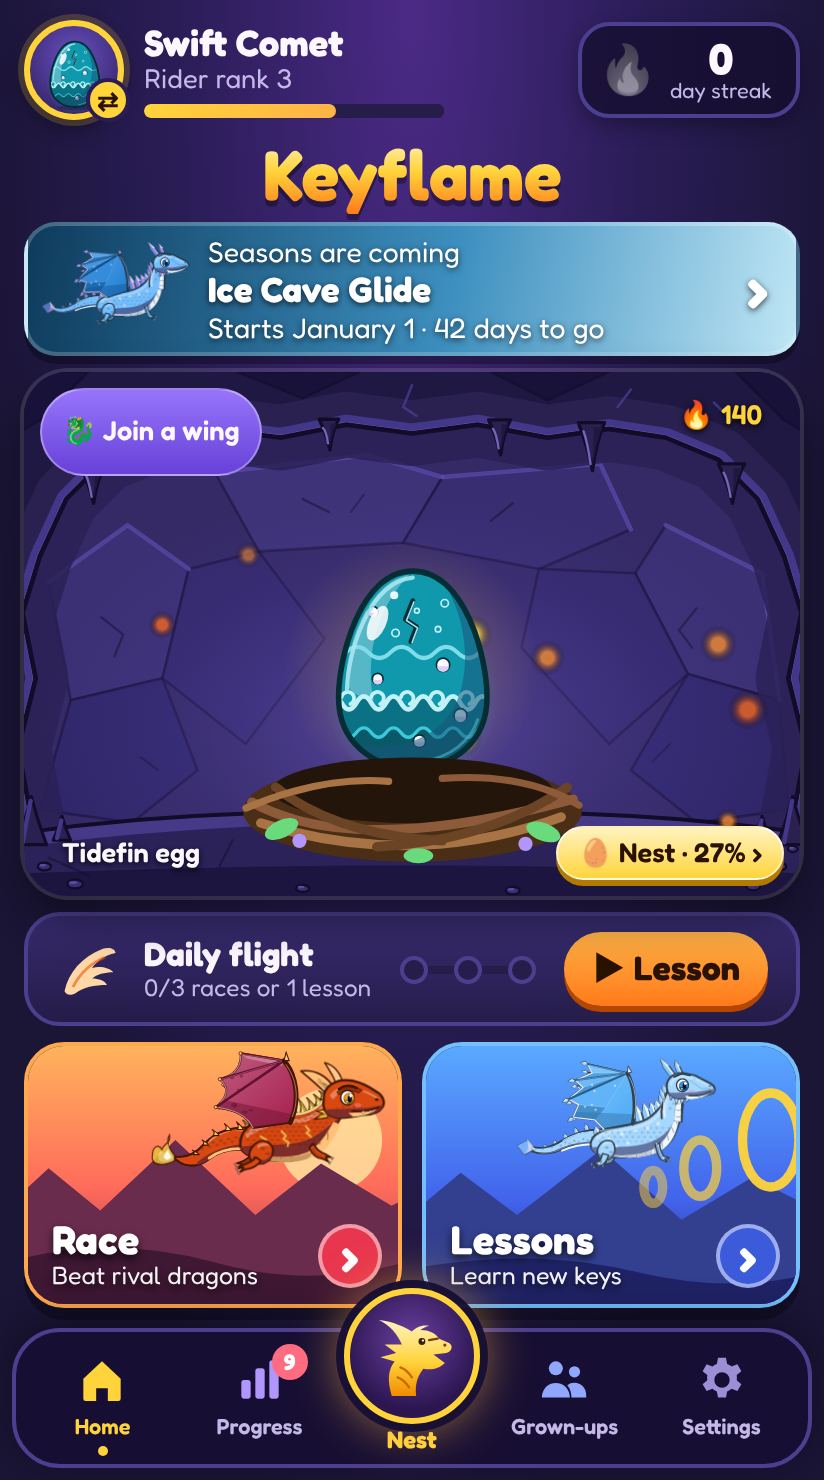 Swift Comet
Rider rank 3
0
day streak
Keyflame
Seasons are coming
Ice Cave Glide
Starts January 1 · 42 days to go
Join a wing
140
Tidefin egg
Nest · 27% ›
Daily flight
0/3 races or 1 lesson
Lesson
Race
Beat rival dragons
Lessons
Learn new keys
9
Home
Progress
Nest
Grown-ups
Settings